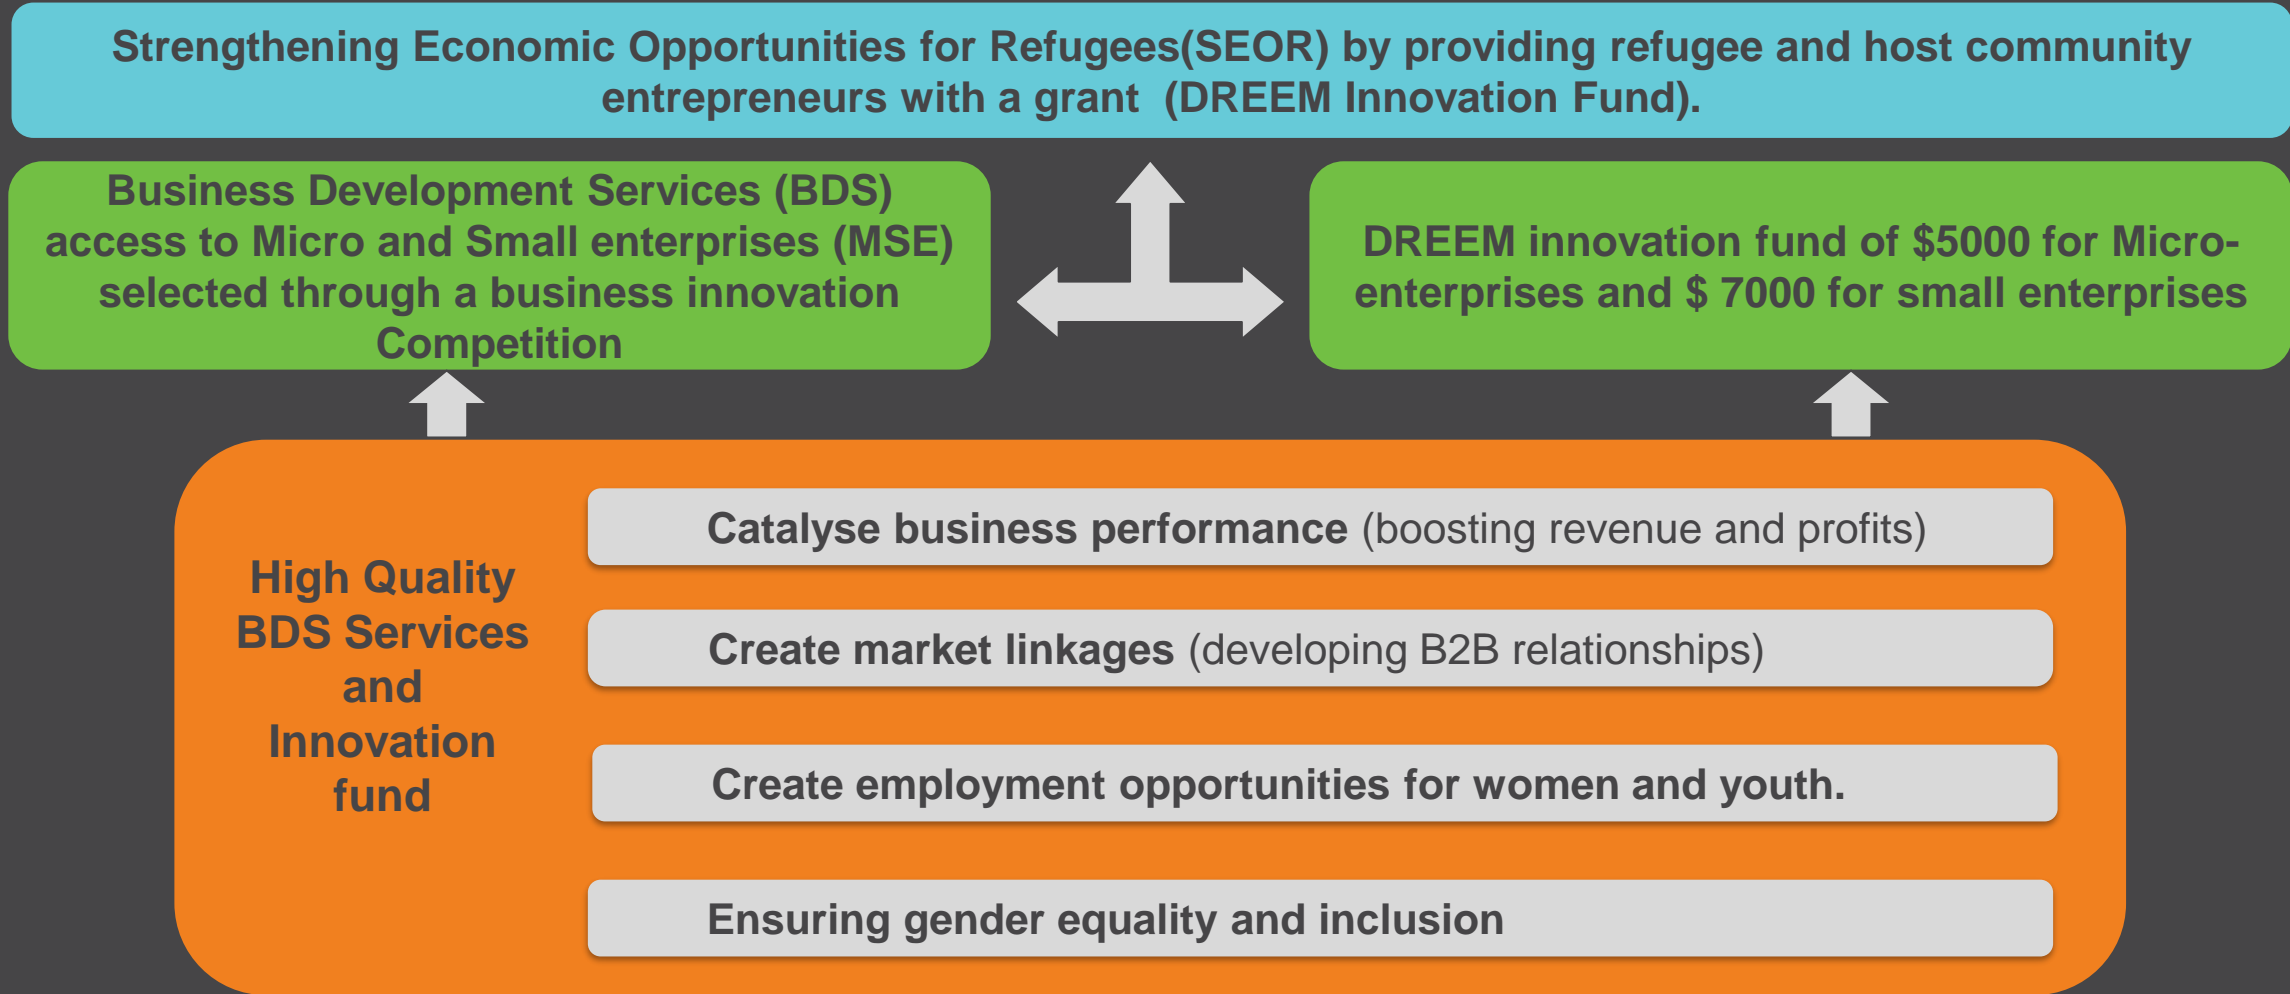 Strengthening Economic Opportunities for Refugees(SEOR) by providing refugee and host community
entrepreneurs with a grant (DREEM Innovation Fund).
Business Development Services (BDS)
access to Micro and Small enterprises (MSE)
selected through a business innovation
Competition
DREEM innovation fund of $5000 for Micro-
enterprises and $ 7000 for small enterprises
High Quality
BDS Services
and
Innovation
fund
Catalyse business performance (boosting revenue and profits)
Create market linkages (developing B2B relationships)
Create employment opportunities for women and youth.
Ensuring gender equality and inclusion